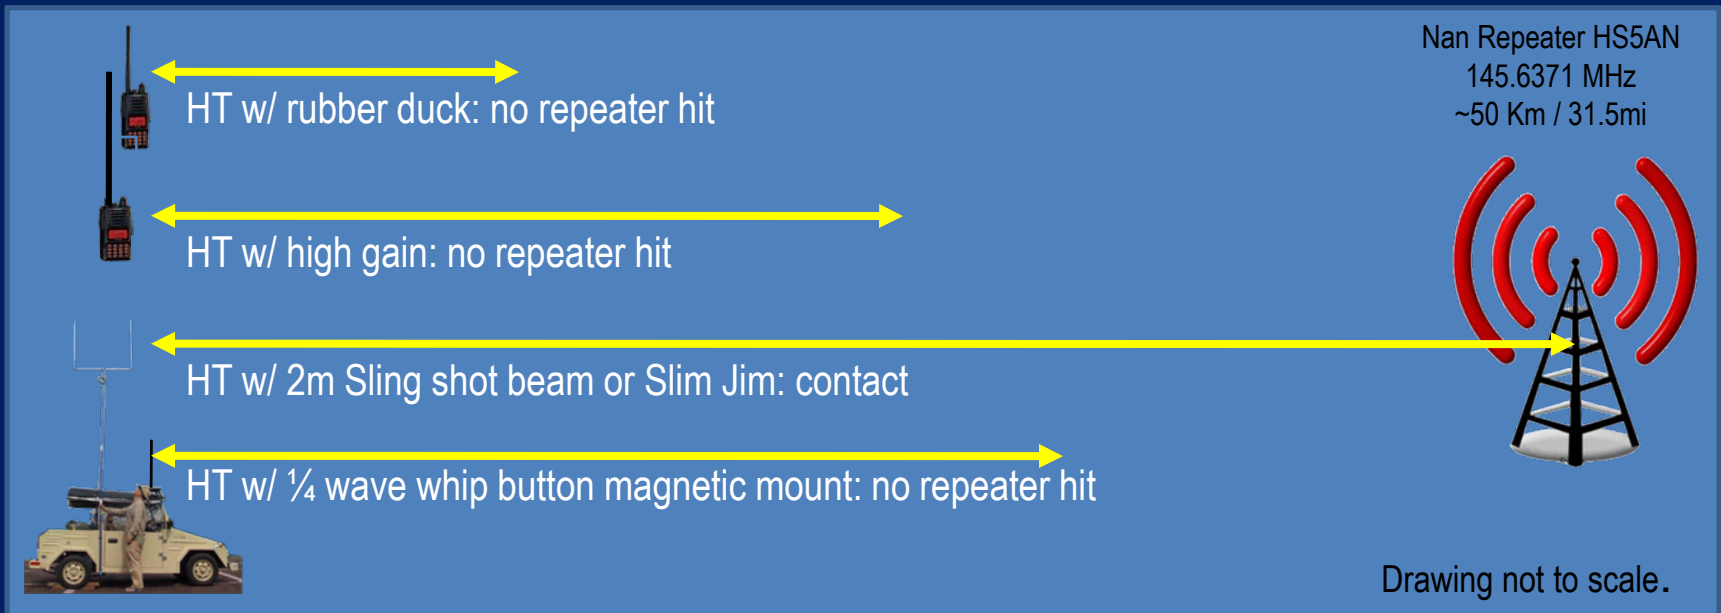 Nan Repeater HS5AN
145.6371 MHz
~50 Km / 31.5mi
HT w/ rubber duck: no repeater hit
HT w/ high gain: no repeater hit
HT w/ 2m Sling shot beam or Slim Jim: contact
HT w/ ¼ wave whip button magnetic mount: no repeater hit
Drawing not to scale.